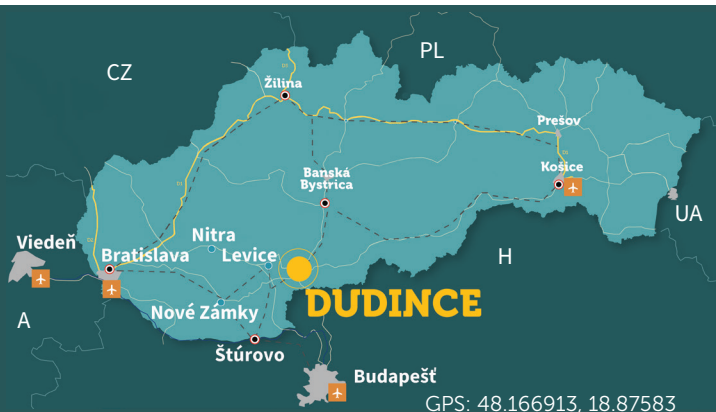 CZ
PL
Žilina
Prešov
Košice
Banská
Bystrica
UA
Nitra
Viedeň
Bratislava
Levice
H
DUDINCE
A
Nové Zámky
Štúrovo
Budapešť
GPS: 48.166913, 18.87583